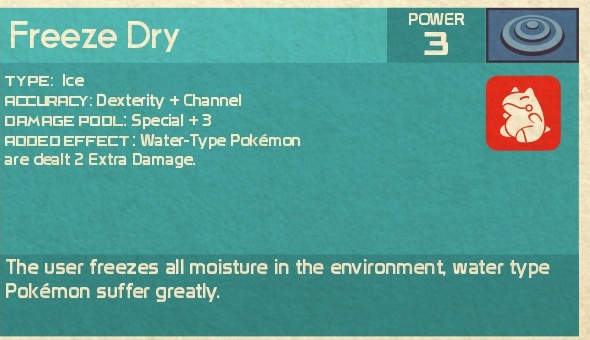 Freeze Dry
POWER
3
TYPE: Ice
ACCURACY: Dexterity + Channel
DAMAGE POOL: Special + 3
ADDED EFFECT: Water-Type Pokémon
are dealt 2 Extra Damage.
The user freezes all moisture in the environment, water type
Pokémon suffer greatly.